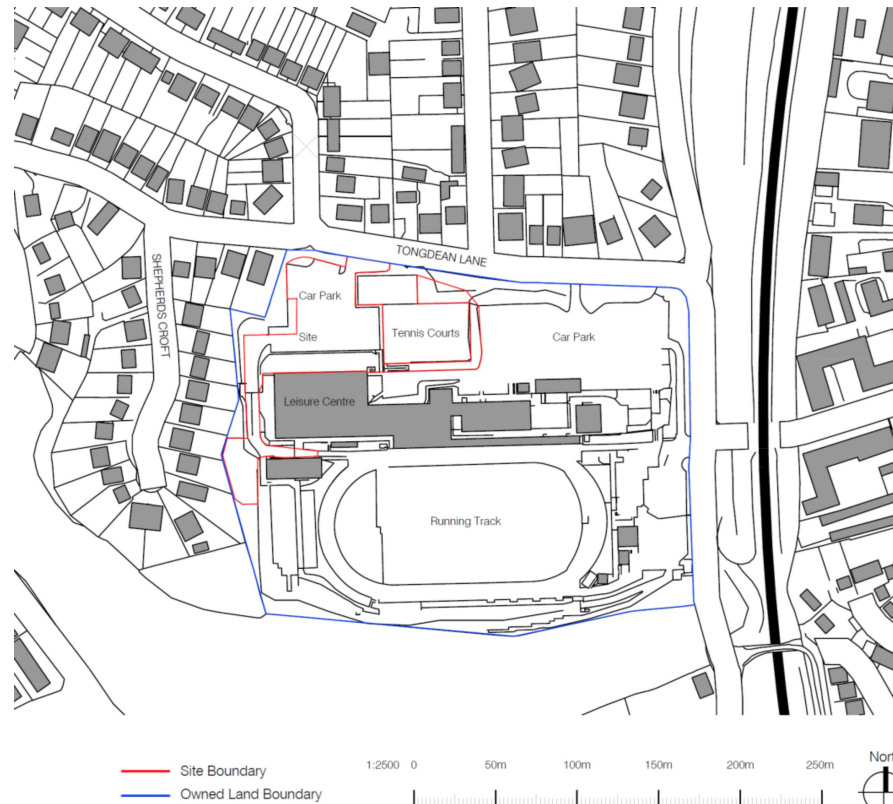 TONGDEAN LANE
SHEPHERDS CROFT
Car Park
Site
Tennis Courts
Car Park
Leisure Centre
Running Track
Site Boundary
Owned Land Boundary
1:2500 0 50m 100m 150m 200m 250m
Nort